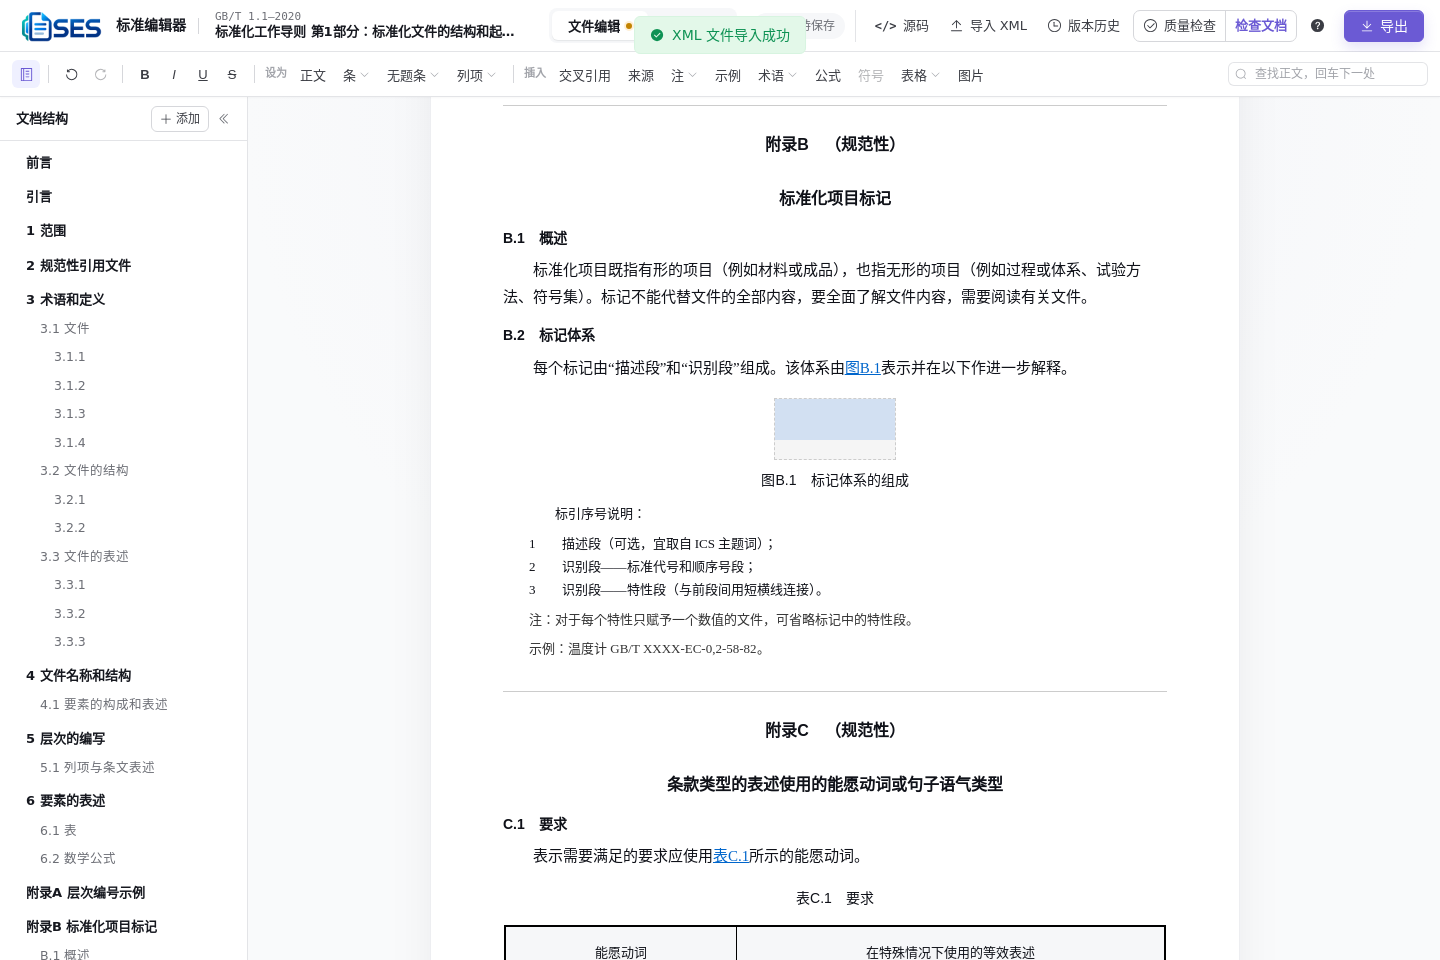 SES 标准编辑器
GB/T 1.1—2020
标准化工作导则 第1部分：标准化文件的结构和起...
文件编辑
保存
XML 文件导入成功
</> 源码
导入 XML
版本历史
质量检查
检查文档
导出
B I U S
设为 正文 条 无题条 列项
插入 交叉引用 来源 注 示例 术语 公式 符号 表格 图片
查找正文，回车下一处
文档结构
添加
前言
引言
1 范围
2 规范性引用文件
3 术语和定义
3.1 文件
3.1.1
3.1.2
3.1.3
3.1.4
3.2 文件的结构
3.2.1
3.2.2
3.3 文件的表述
3.3.1
3.3.2
3.3.3
4 文件名称和结构
4.1 要素的构成和表述
5 层次的编写
5.1 列项与条文表述
6 要素的表述
6.1 表
6.2 数学公式
附录A 层次编号示例
附录B 标准化项目标记
B.1 概述
附录B （规范性）
标准化项目标记
B.1 概述
标准化项目既指有形的项目（例如材料或成品），也指无形的项目（例如过程或体系、试验方
法、符号集）。标记不能代替文件的全部内容，要全面了解文件内容，需要阅读有关文件。
B.2 标记体系
每个标记由“描述段”和“识别段”组成。该体系由图B.1表示并在以下作进一步解释。
图B.1 标记体系的组成
标引序号说明：
1 描述段（可选，宜取自 ICS 主题词）；
2 识别段——标准代号和顺序号段；
3 识别段——特性段（与前段间用短横线连接）。
注：对于每个特性只赋予一个数值的文件，可省略标记中的特性段。
示例：温度计 GB/T XXXX-EC-0,2-58-82。
附录C （规范性）
条款类型的表述使用的能愿动词或句子语气类型
C.1 要求
表示需要满足的要求应使用表C.1所示的能愿动词。
表C.1 要求
能愿动词
在特殊情况下使用的等效表述